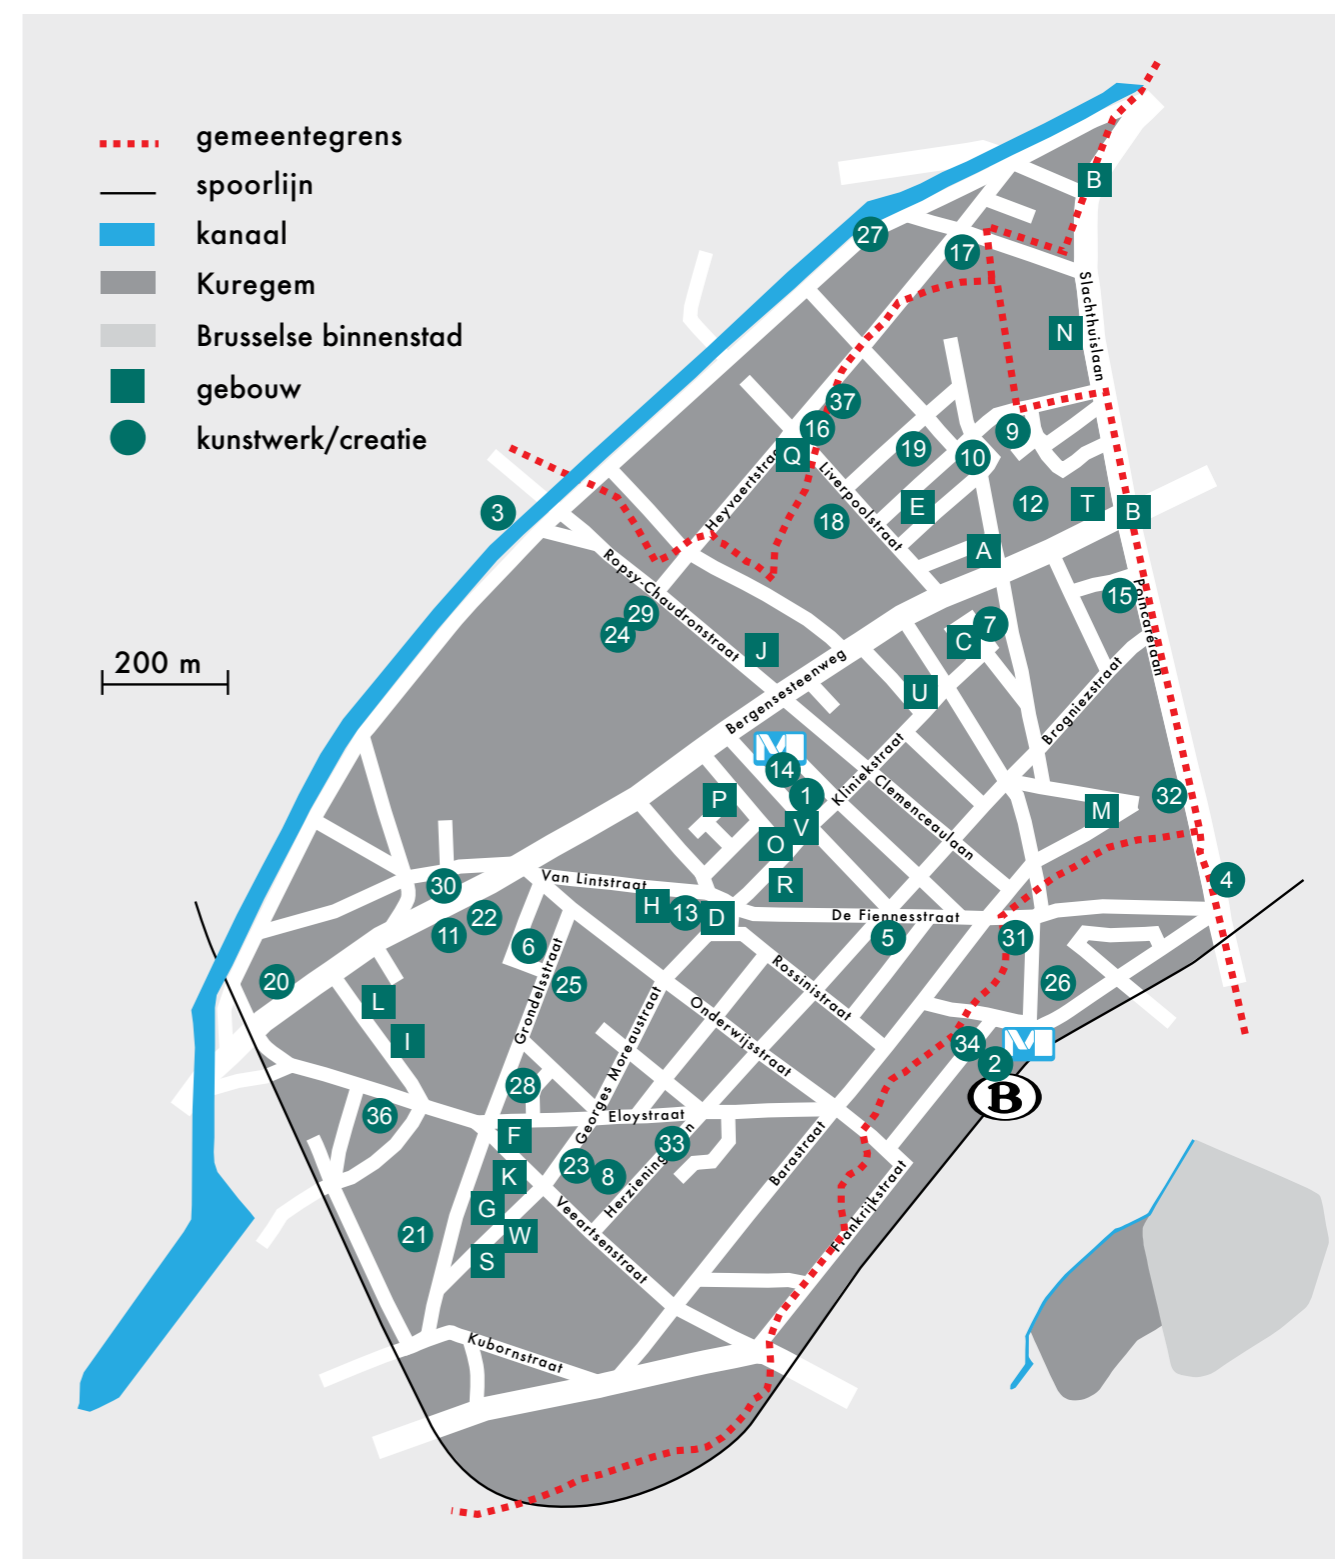 gemeentegrens
spoorlijn
kanaal
Kuregem
Brusselse binnenstad
gebouw
kunstwerk/creatie
200 m
B
27
17
Slachthuislaan
N
37
16
9
Q
19
10
Heyvaertstraat
Liverpoolstraat
3
18
E
12
T
B
A
Ropsy-Chaudronstraat
15
Poincarélaan
29
24
7
C
J
Bergensesteenweg
U
Brogniezstraat
M
14
1
Kliniekstraat
Clemenceaulaan
P
V
O
M
32
R
Van Lintstraat
30
4
H
13
D
De Fiennesstraat
22
11
6
5
31
Grondelsstraat
20
25
Rossinistraat
26
L
Georges Moreaustraat
Onderwijsstraat
I
34
M
2
B
28
36
Eloystraat
F
33
Barastraat
23
8
K
Herziening
n
G
W
Veeartsenstraat
Frankrijkstraat
21
S
Kubornstraat